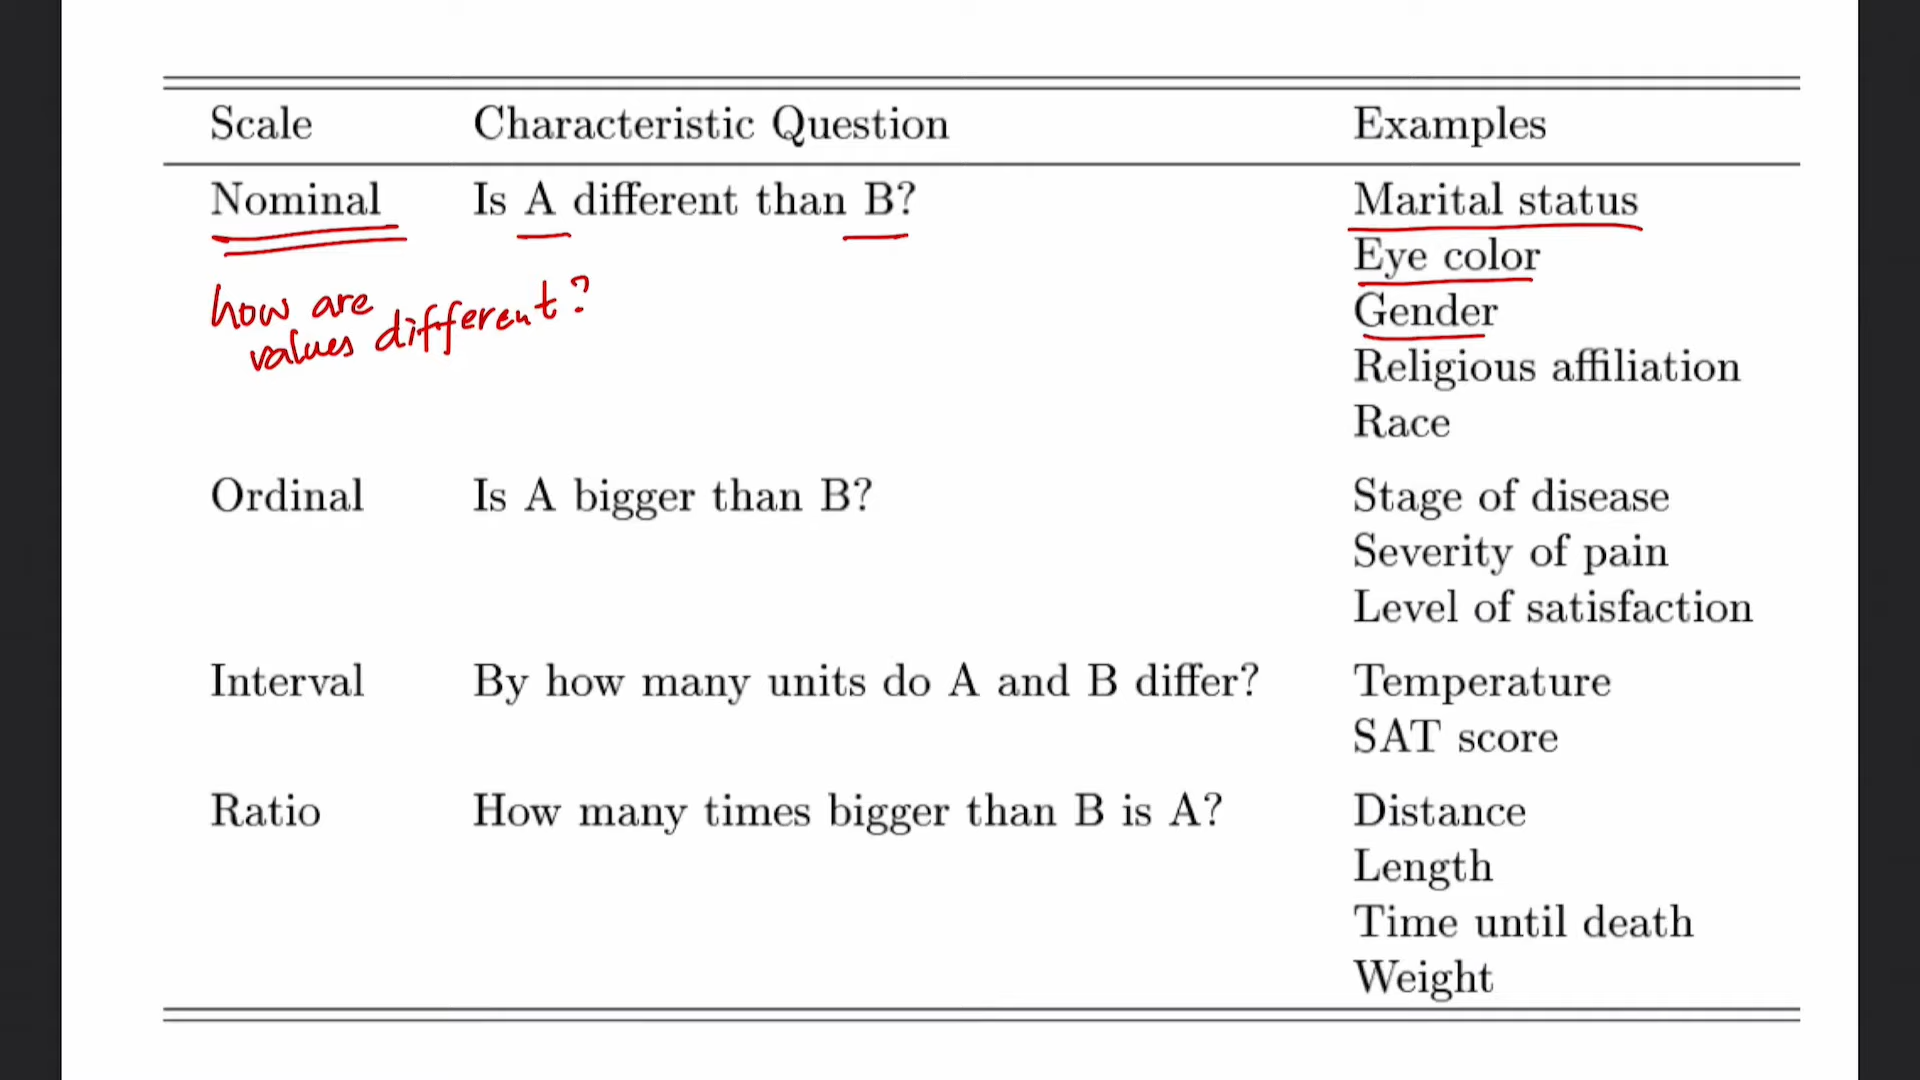 Scale Characteristic Question Examples
Nominal Is A different than B? Marital status
Eye color
how are values different?
Gender
Religious affiliation
Race
Ordinal Is A bigger than B? Stage of disease
Severity of pain
Level of satisfaction
Interval By how many units do A and B differ? Temperature
SAT score
Ratio How many times bigger than B is A? Distance
Length
Time until death
Weight